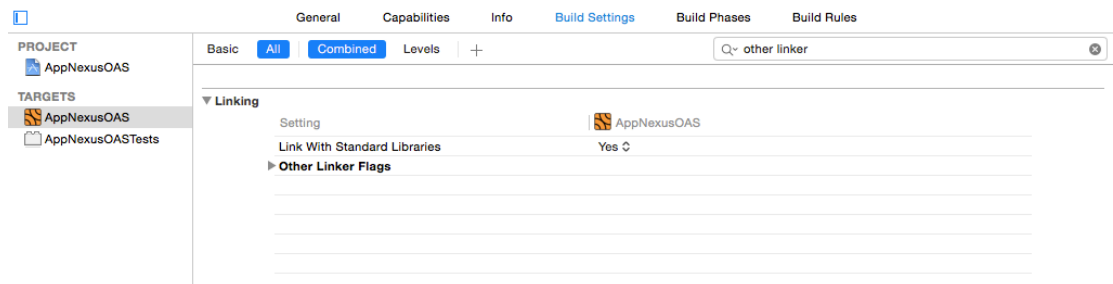 General Capabilities Info Build Settings Build Phases Build Rules
PROJECT
AppNexusOAS
TARGETS
AppNexusOAS
AppNexusOASTests
Basic All Combined Levels + other linker
Linking
Setting AppNexusOAS
Link With Standard Libraries Yes
Other Linker Flags